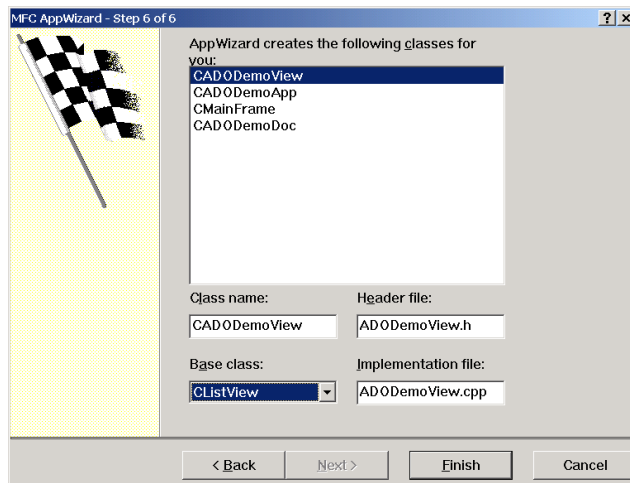 MFC AppWizard - Step 6 of 6
AppWizard creates the following classes for
you:
CADODemoView
CADODemoApp
CMainFrame
CADODemoDoc
Class name:
Header file:
CADODemoView
ADODemoView.h
Base class:
Implementation file:
CListView
ADODemoView.cpp
< Back
Next >
Finish
Cancel